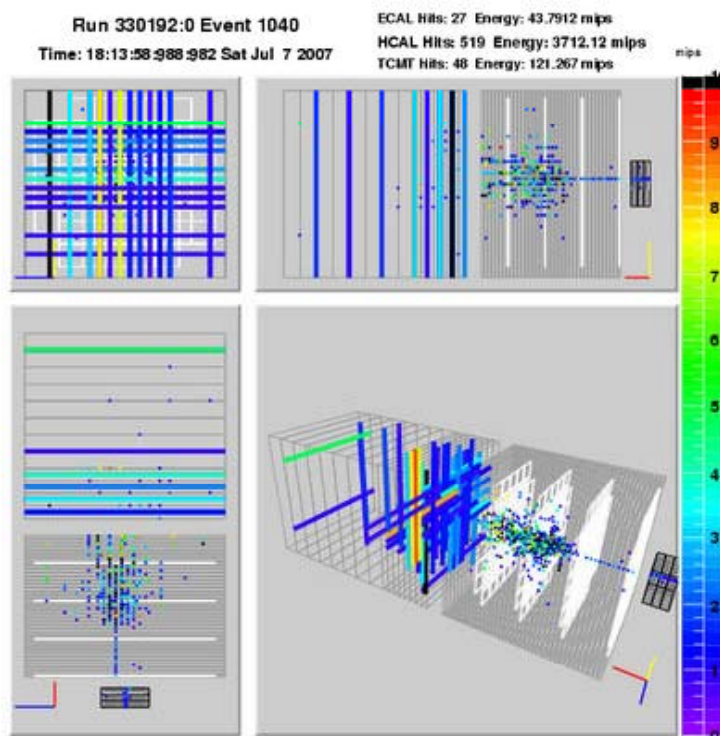 Run 330192:0 Event 1040
Time: 18:13:58:988:982 Sat Jul 7 2007
ECAL Hits: 27 Energy: 43.7912 mips
HCAL Hits: 519 Energy: 3712.12 mips
TCMT Hits: 48 Energy: 121.267 mips
mips
9
8
7
6
5
4
3
2
1
0